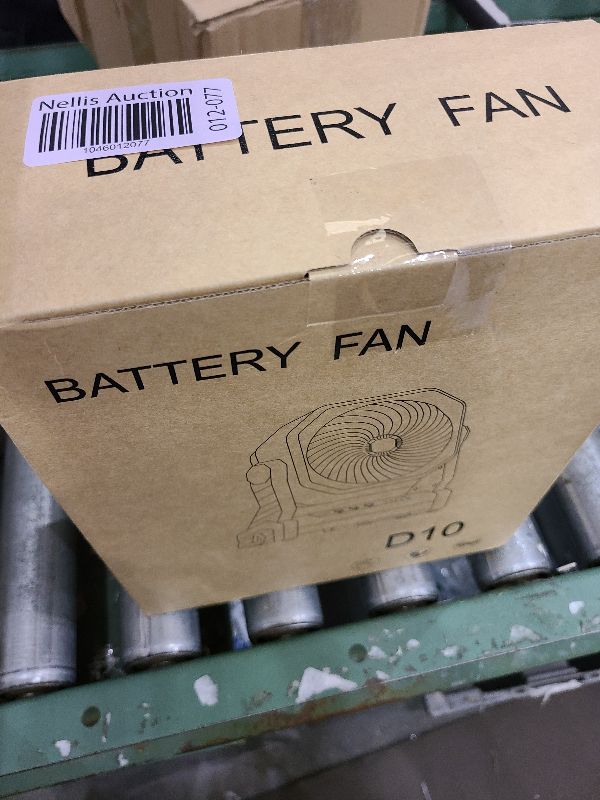 Nellis Auction
1046012077
012-077
BATTERY FAN
BATTERY FAN
D10